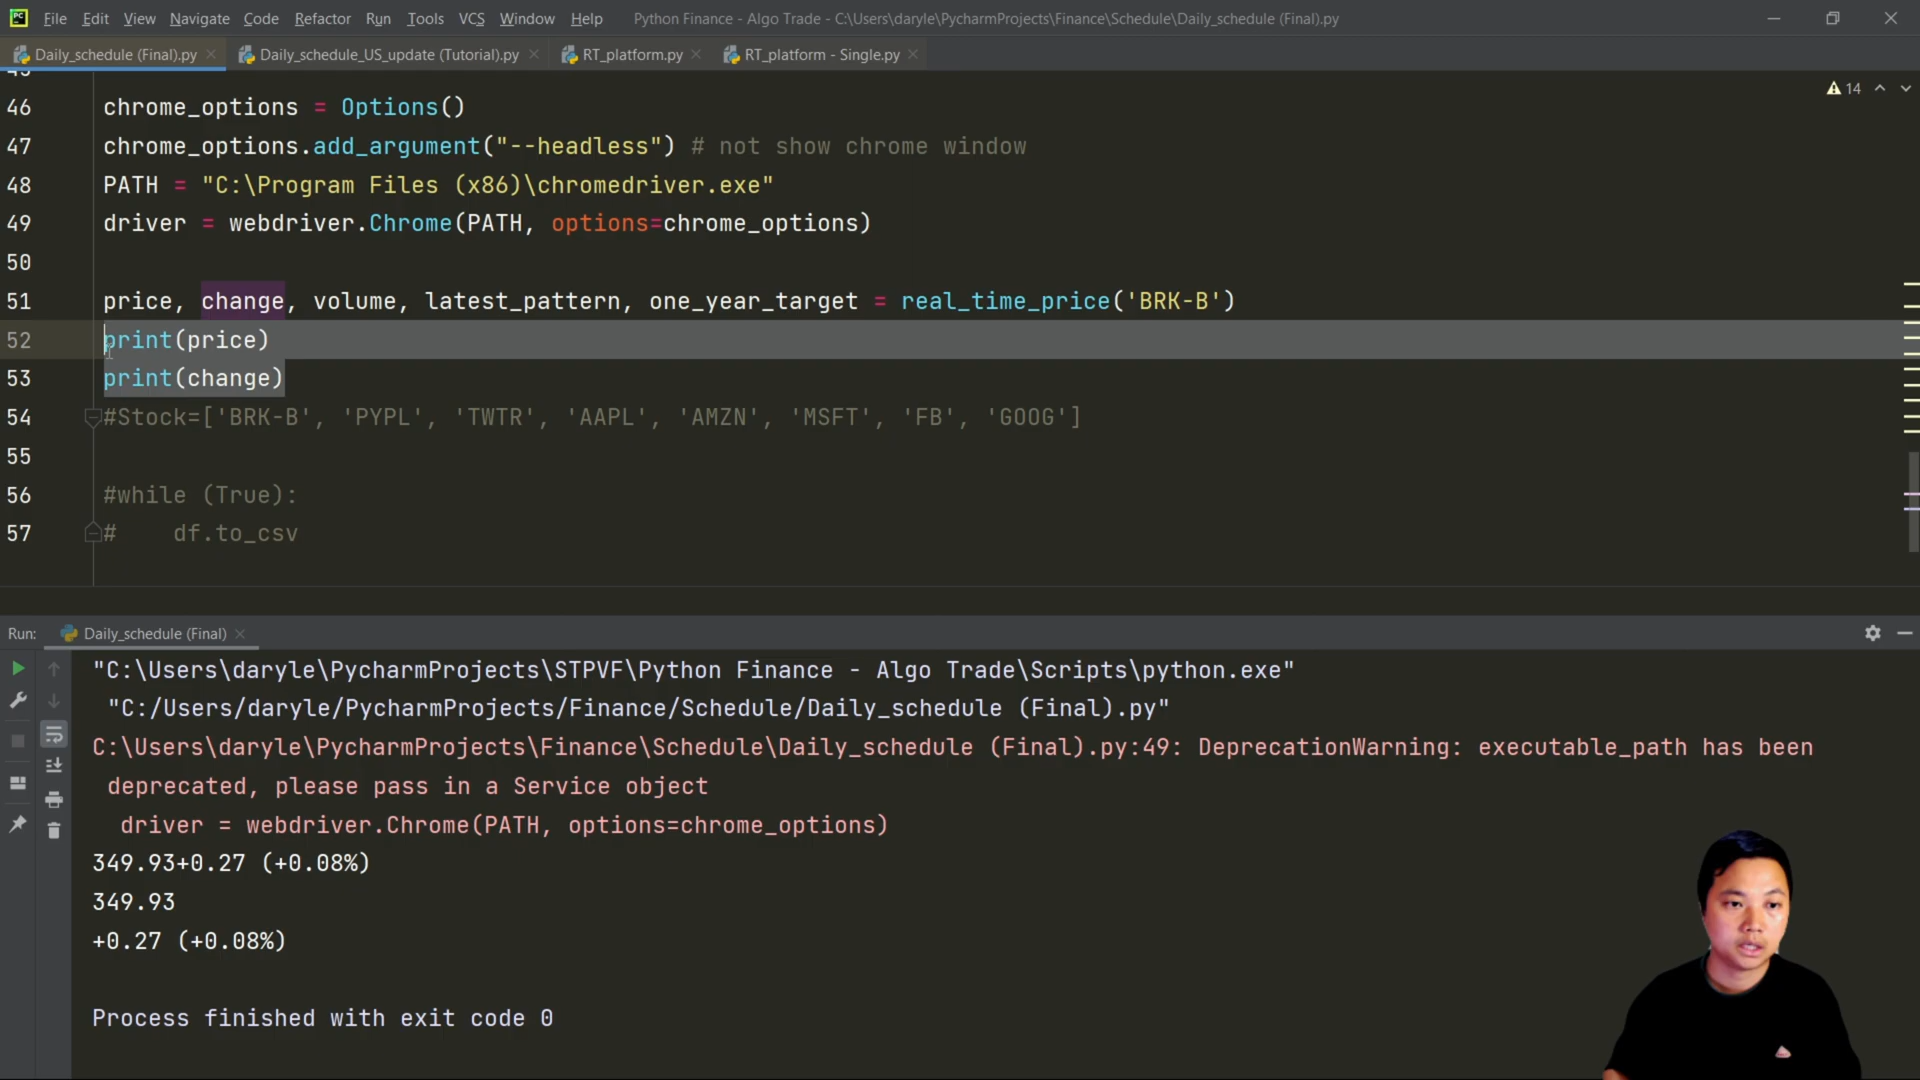 PC File Edit View Navigate Code Refactor Run Tools VCS Window Help Python Finance - Algo Trade - C:\Users\daryle\PycharmProjects\Finance\Schedule\Daily_schedule (Final).py
Daily_schedule (Final).py Daily_schedule_US_update (Tutorial).py RT_platform.py RT_platform - Single.py
14
46 chrome_options = Options()
47 chrome_options.add_argument("--headless") # not show chrome window
48 PATH = "C:\Program Files (x86)\chromedriver.exe"
49 driver = webdriver.Chrome(PATH, options=chrome_options)
50
51 price, change, volume, latest_pattern, one_year_target = real_time_price('BRK-B')
52 print(price)
53 print(change)
54 #Stock=['BRK-B', 'PYPL', 'TWTR', 'AAPL', 'AMZN', 'MSFT', 'FB', 'GOOG']
55
56 #while (True):
57 #    df.to_csv
Run: Daily_schedule (Final)
"C:\Users\daryle\PycharmProjects\STPVF\Python Finance - Algo Trade\Scripts\python.exe"
"C:/Users/daryle/PycharmProjects/Finance/Schedule/Daily_schedule (Final).py"
C:\Users\daryle\PycharmProjects\Finance\Schedule\Daily_schedule (Final).py:49: DeprecationWarning: executable_path has been
deprecated, please pass in a Service object
driver = webdriver.Chrome(PATH, options=chrome_options)
349.93+0.27 (+0.08%)
349.93
+0.27 (+0.08%)
Process finished with exit code 0